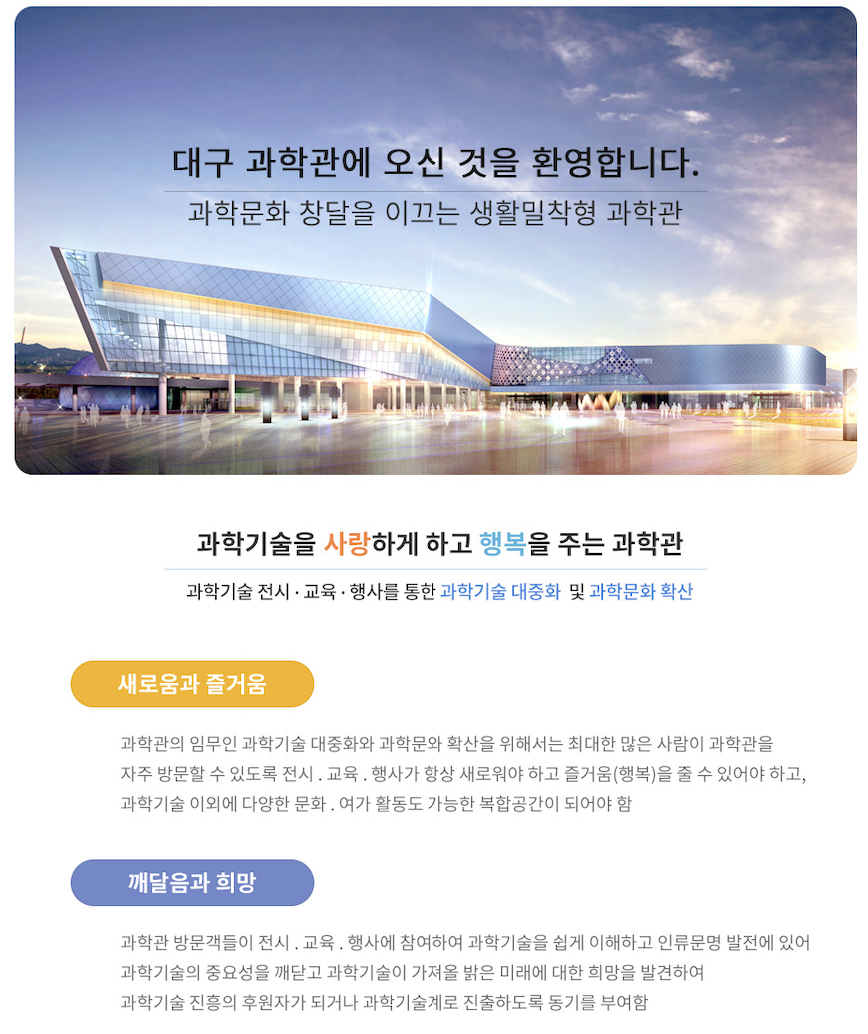 대구 과학관에 오신 것을 환영합니다.
과학문화 창달을 이끄는 생활밀착형 과학관
과학기술을 사랑하게 하고 행복을 주는 과학관
과학기술 전시 · 교육 · 행사를 통한 과학기술 대중화 및 과학문화 확산
새로움과 즐거움
과학관의 임무인 과학기술 대중화와 과학문와 확산을 위해서는 최대한 많은 사람이 과학관을
자주 방문할 수 있도록 전시 . 교육 . 행사가 항상 새로워야 하고 즐거움(행복)을 줄 수 있어야 하고,
과학기술 이외에 다양한 문화 . 여가 활동도 가능한 복합공간이 되어야 함
깨달음과 희망
과학관 방문객들이 전시 . 교육 . 행사에 참여하여 과학기술을 쉽게 이해하고 인류문명 발전에 있어
과학기술의 중요성을 깨닫고 과학기술이 가져올 밝은 미래에 대한 희망을 발견하여
과학기술 진흥의 후원자가 되거나 과학기술계로 진출하도록 동기를 부여함